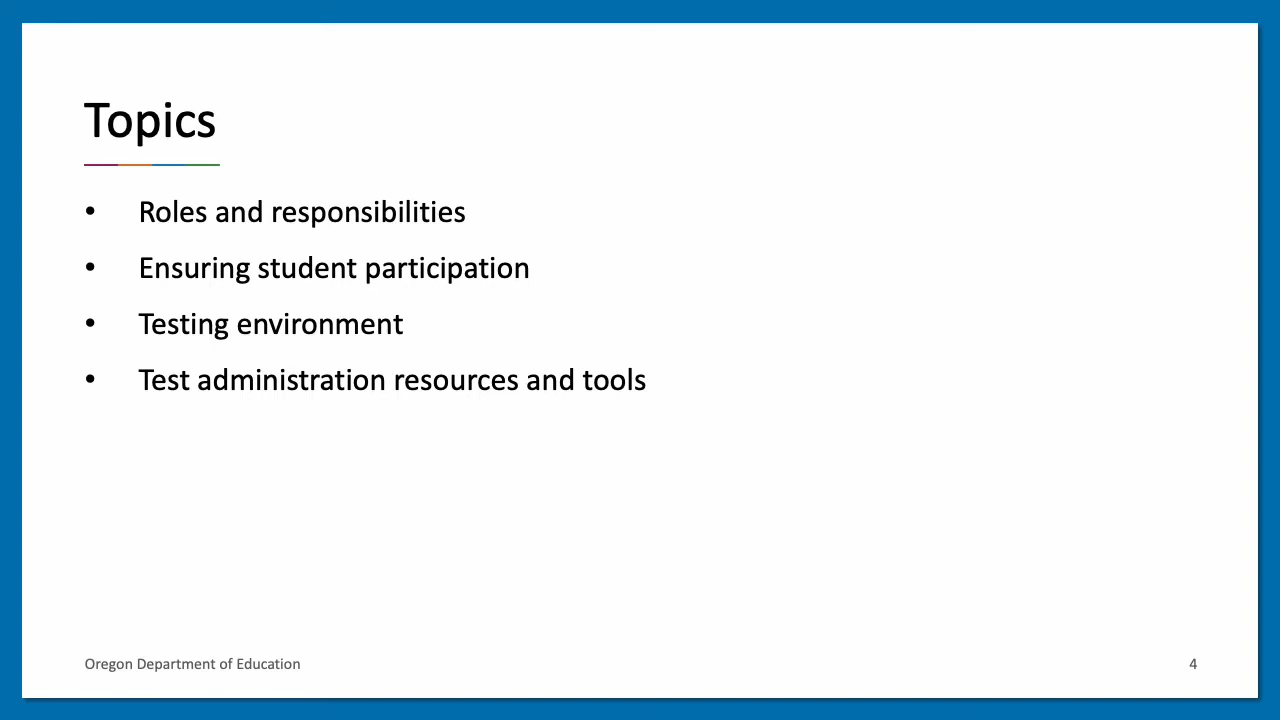 Topics
• Roles and responsibilities
• Ensuring student participation
• Testing environment
• Test administration resources and tools
Oregon Department of Education
4